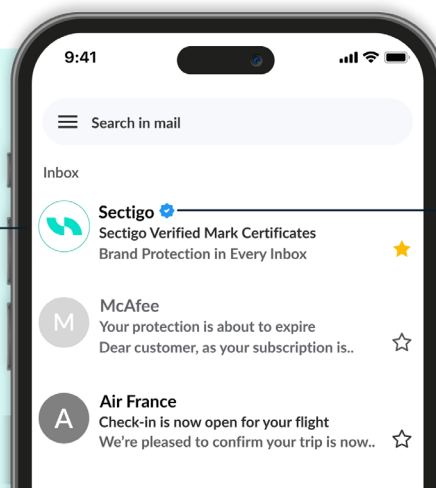 9:41
Search in mail
Inbox
Sectigo
Sectigo Verified Mark Certificates
Brand Protection in Every Inbox
M
McAfee
Your protection is about to expire
Dear customer, as your subscription is..
A
Air France
Check-in is now open for your flight
We're pleased to confirm your trip is now..